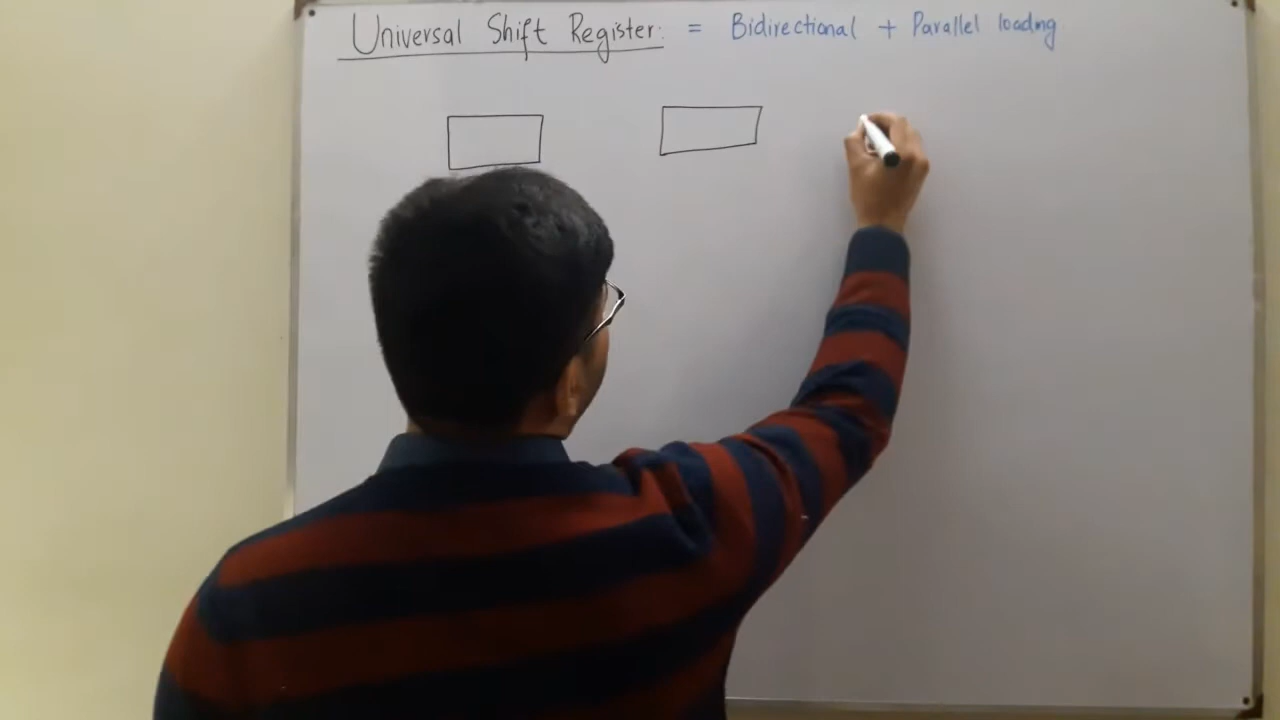 Universal Shift Register: = Bidirectional + Parallel loading